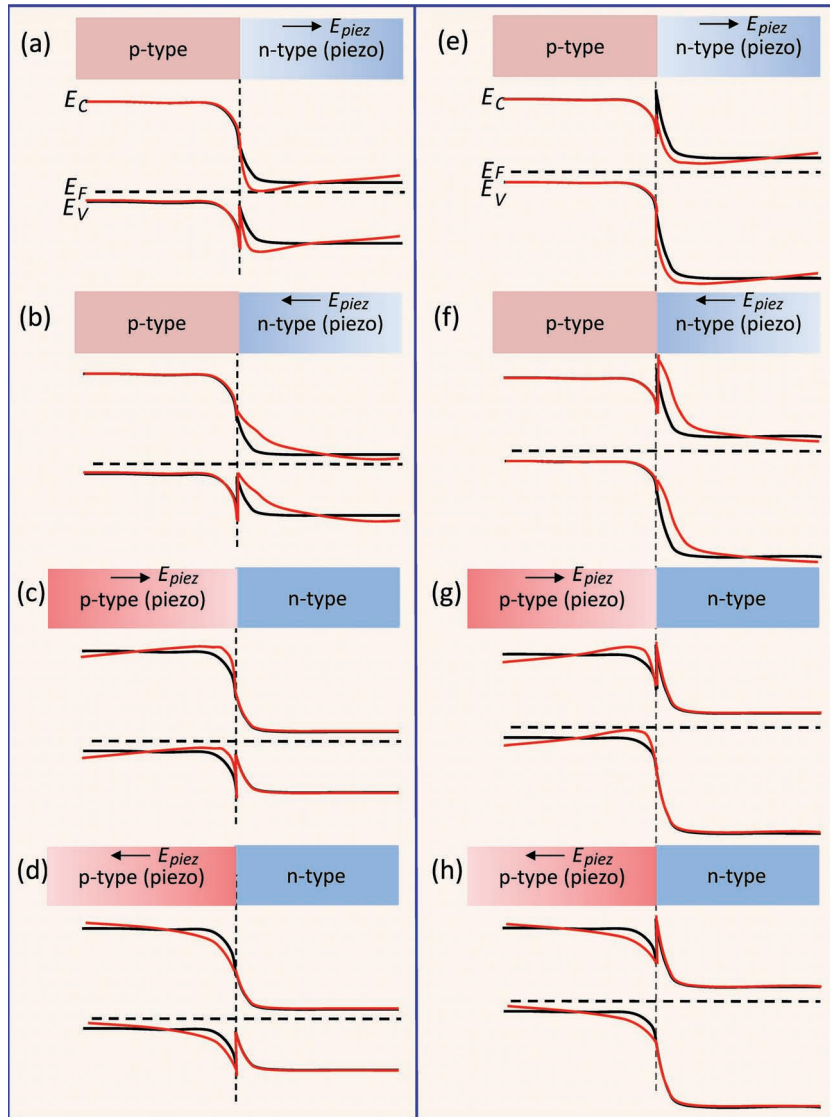 (a)
E_piez
p-type
n-type (piezo)
E_C
E_F
E_V
(b)
E_piez
p-type
n-type (piezo)
(c)
E_piez
p-type (piezo)
n-type
(d)
E_piez
p-type (piezo)
n-type
(e)
E_piez
p-type
n-type (piezo)
E_C
E_F
E_V
(f)
E_piez
p-type
n-type (piezo)
(g)
E_piez
p-type (piezo)
n-type
(h)
E_piez
p-type (piezo)
n-type